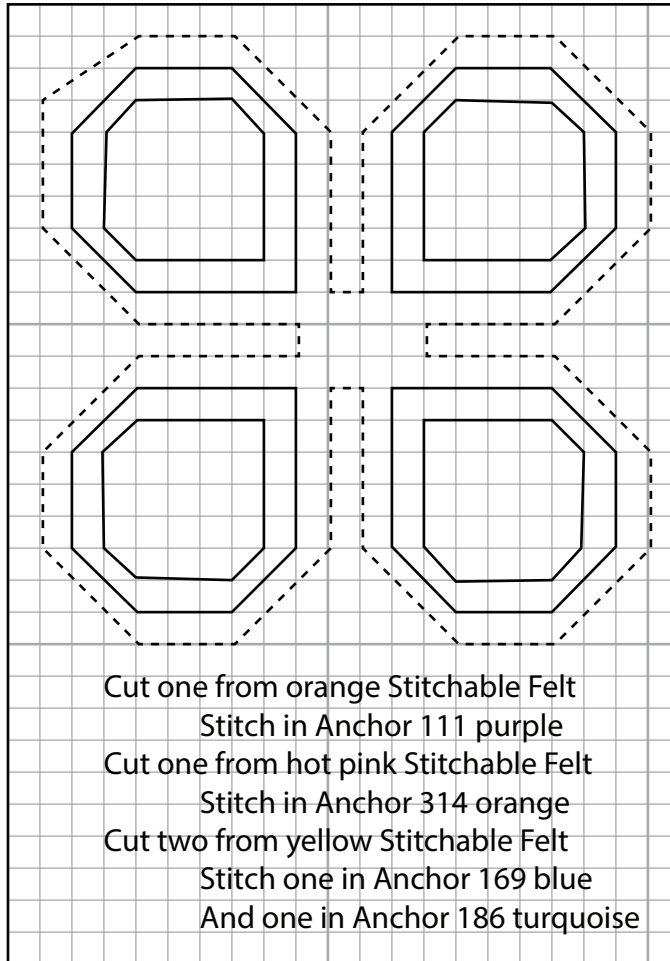 Cut one from orange Stitchable Felt
Stitch in Anchor 111 purple
Cut one from hot pink Stitchable Felt
Stitch in Anchor 314 orange
Cut two from yellow Stitchable Felt
Stitch one in Anchor 169 blue
And one in Anchor 186 turquoise